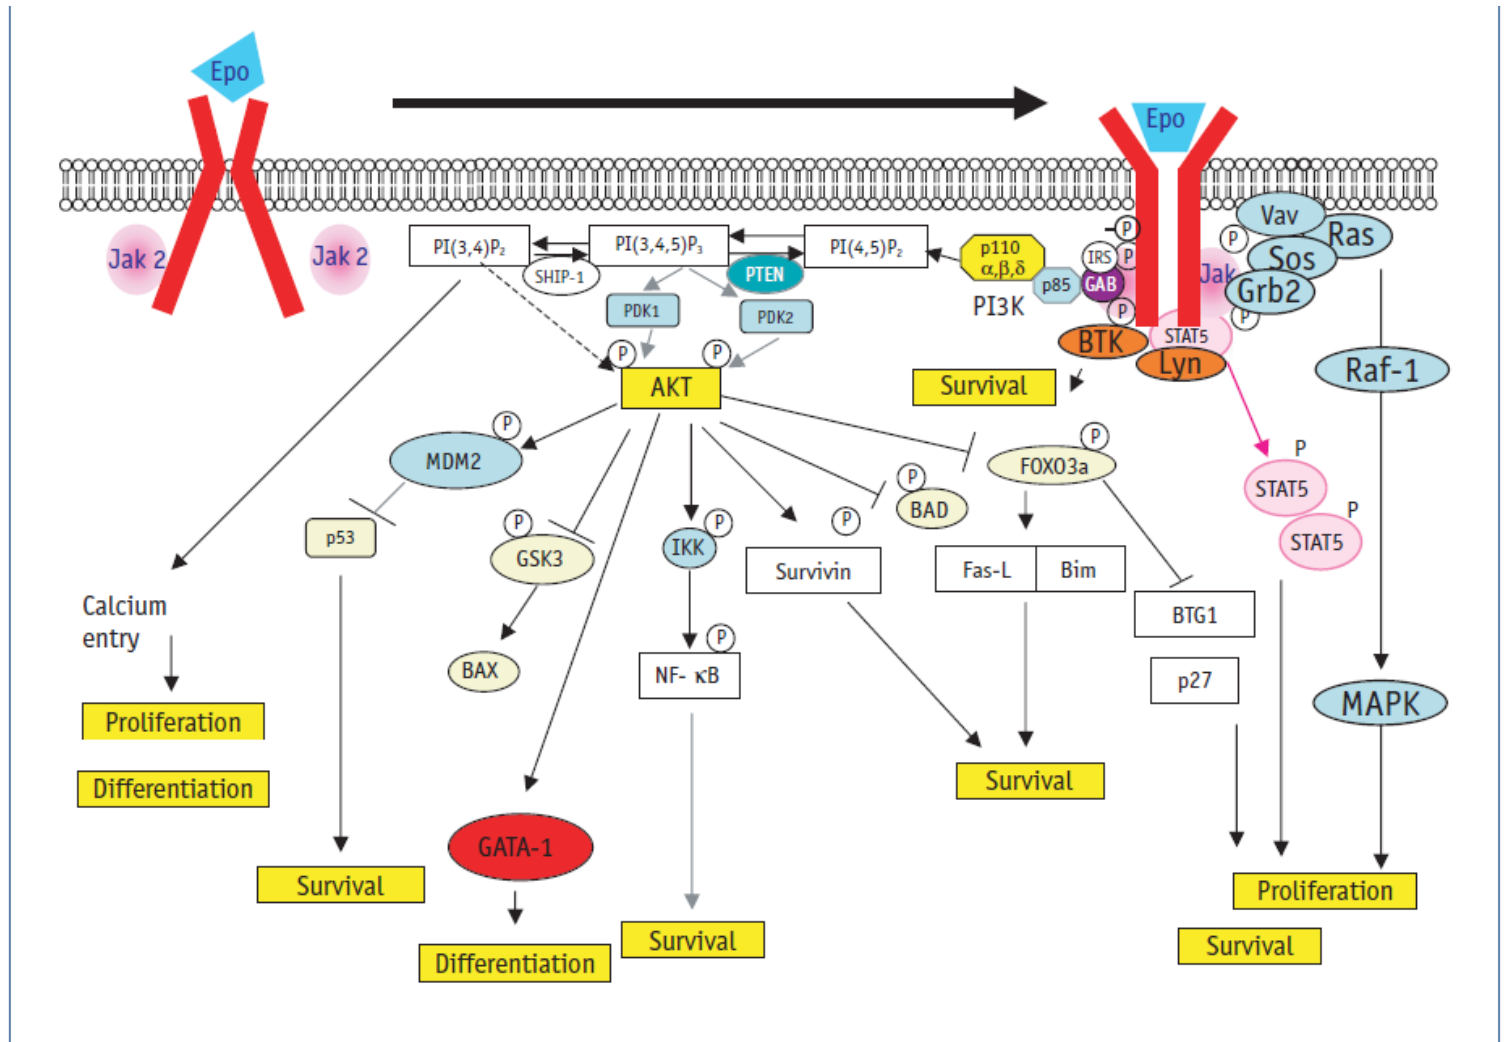 Epo
Epo
Jak 2
Jak 2
PI(3,4)P2
SHIP-1
PI(3,4,5)P3
PTEN
PI(4,5)P2
p110
α,β,δ
PI3K
p85
IRS
GAB
P
P
P
P
P
Jak
Vav
Ras
Sos
Grb2
BTK
STAT5
Lyn
PDK1
PDK2
P
P
AKT
Survival
Raf-1
P
MDM2
p53
P
GSK3
BAX
P
IKK
P
NF- κB
P
Survivin
P
BAD
P
FOXO3a
Fas-L
Bim
BTG1
p27
P
STAT5
P
STAT5
MAPK
Calcium
entry
Proliferation
Differentiation
Survival
GATA-1
Differentiation
Survival
Survival
Proliferation
Survival